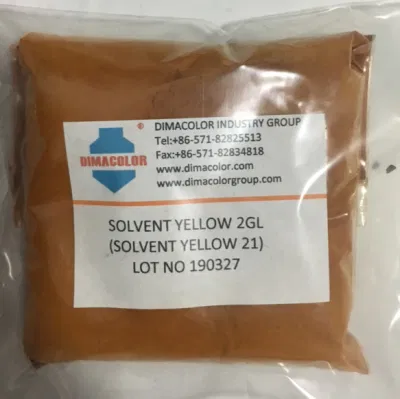 ®
DIMACOLOR
DIMACOLOR INDUSTRY GROUP
Tel:+86-571-82825513
Fax:+86-571-82834818
www.dimacolor.com
www.dimacolorgroup.com
SOLVENT YELLOW 2GL
(SOLVENT YELLOW 21)
LOT NO 190327